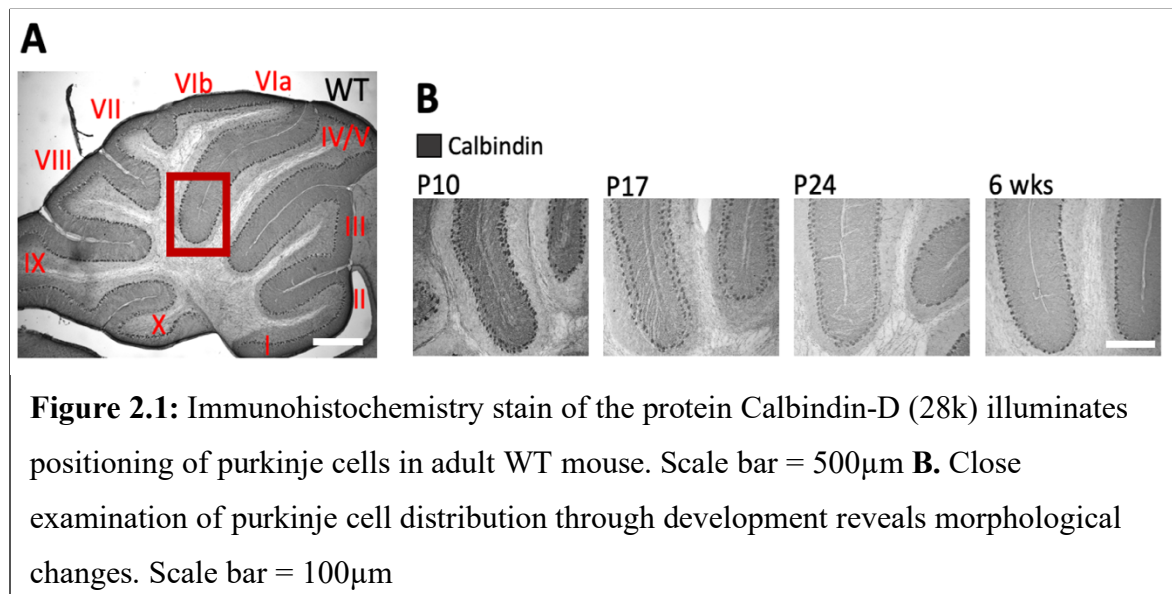 A
VIb VIa WT
VII
IV/V
VIII
III
IX
II
X
I
B
Calbindin
P10 P17 P24 6 wks
Figure 2.1: Immunohistochemistry stain of the protein Calbindin-D (28k) illuminates
positioning of purkinje cells in adult WT mouse. Scale bar = 500µm B. Close
examination of purkinje cell distribution through development reveals morphological
changes. Scale bar = 100µm